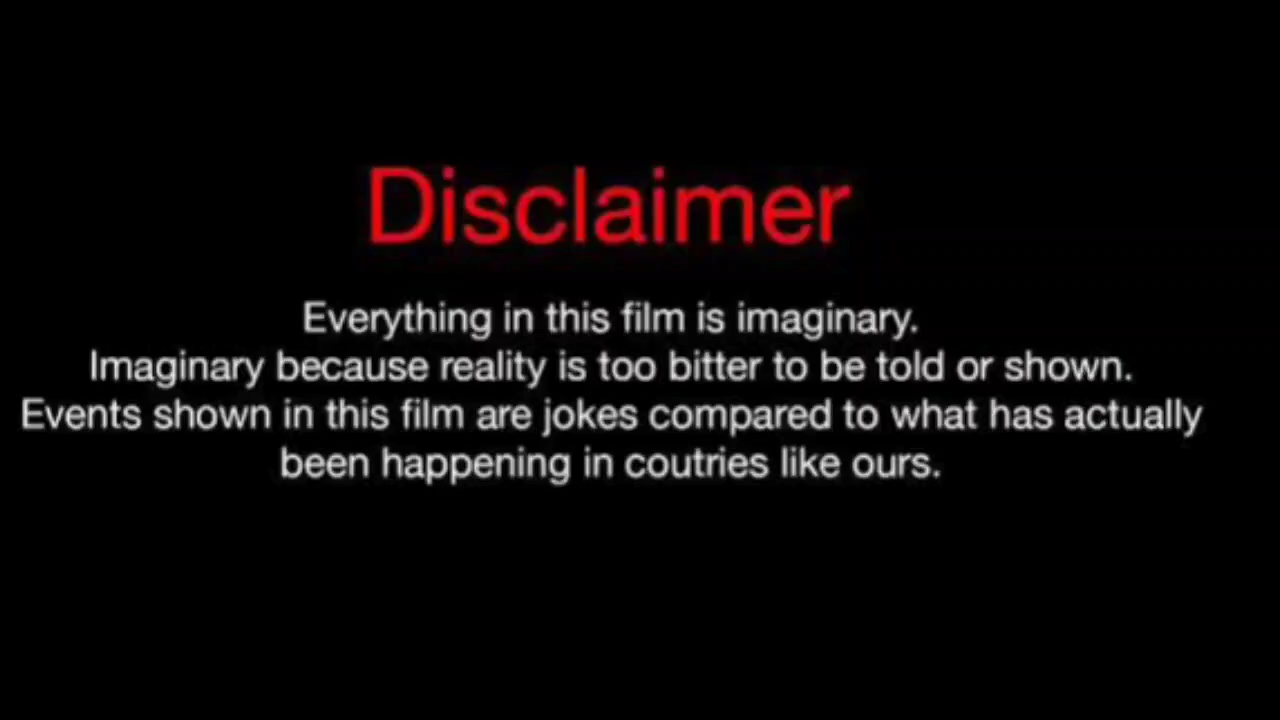 Disclaimer
Everything in this film is imaginary.
Imaginary because reality is too bitter to be told or shown.
Events shown in this film are jokes compared to what has actually
been happening in coutries like ours.